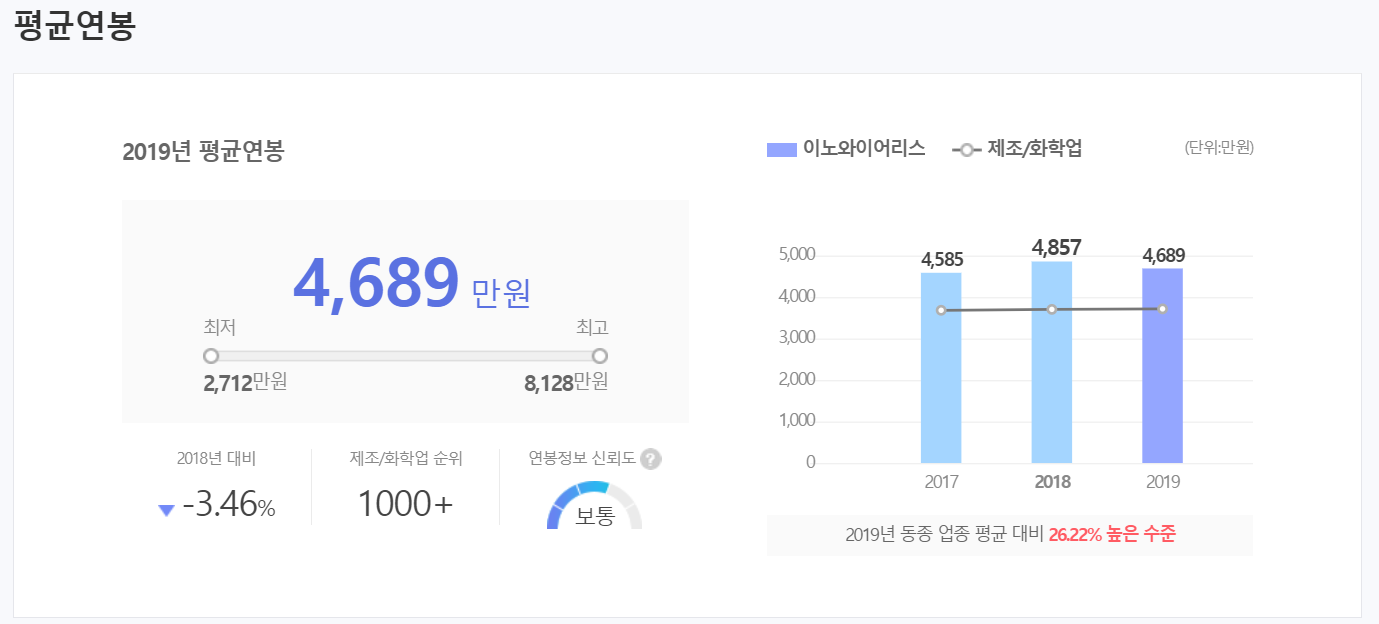 평균연봉
2019년 평균연봉
4,689 만원
최저 최고
2,712만원 8,128만원
2018년 대비
-3.46%
제조/화학업 순위
1000+
연봉정보 신뢰도 ?
보통
이노와이어리스 제조/화학업 (단위:만원)
5,000
4,000
3,000
2,000
1,000
0
4,585 4,857 4,689
2017 2018 2019
2019년 동종 업종 평균 대비 26.22% 높은 수준